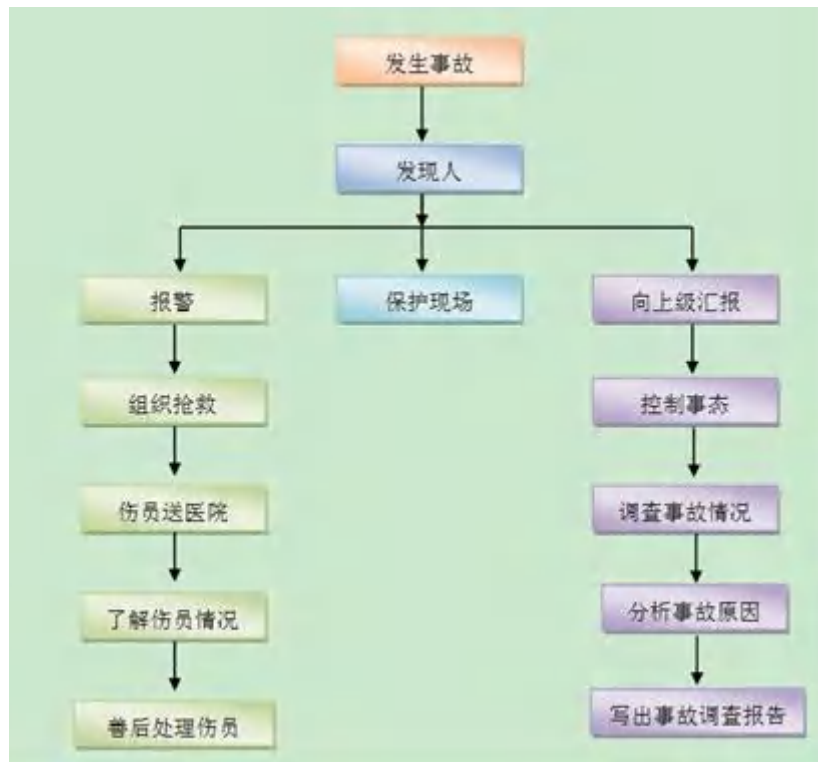 发生事故
发现人
报警
保护现场
向上级汇报
组织抢救
控制事态
伤员送医院
调查事故情况
了解伤员情况
分析事故原因
善后处理伤员
写出事故调查报告